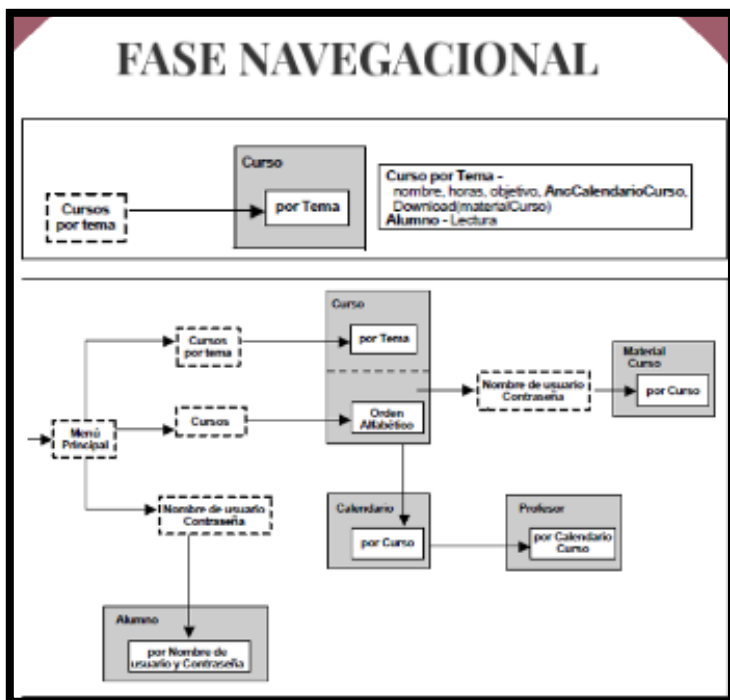 FASE NAVEGACIONAL
Curso
Cursos
por tema
por Tema
Curso por Tema -
nombre, horas, objetivo, AncCalendarioCurso,
Download(materialCurso)
Alumno - Lectura
Curso
Cursos
por tema
por Tema
Material
Curso
Nombre de usuario
Contraseña
por Curso
Menú
Principal
Cursos
Orden
Alfabético
Nombre de usuario
Contraseña
Calendario
por Curso
Profesor
por Calendario
Curso
Alumno
por Nombre de
usuario y Contraseña